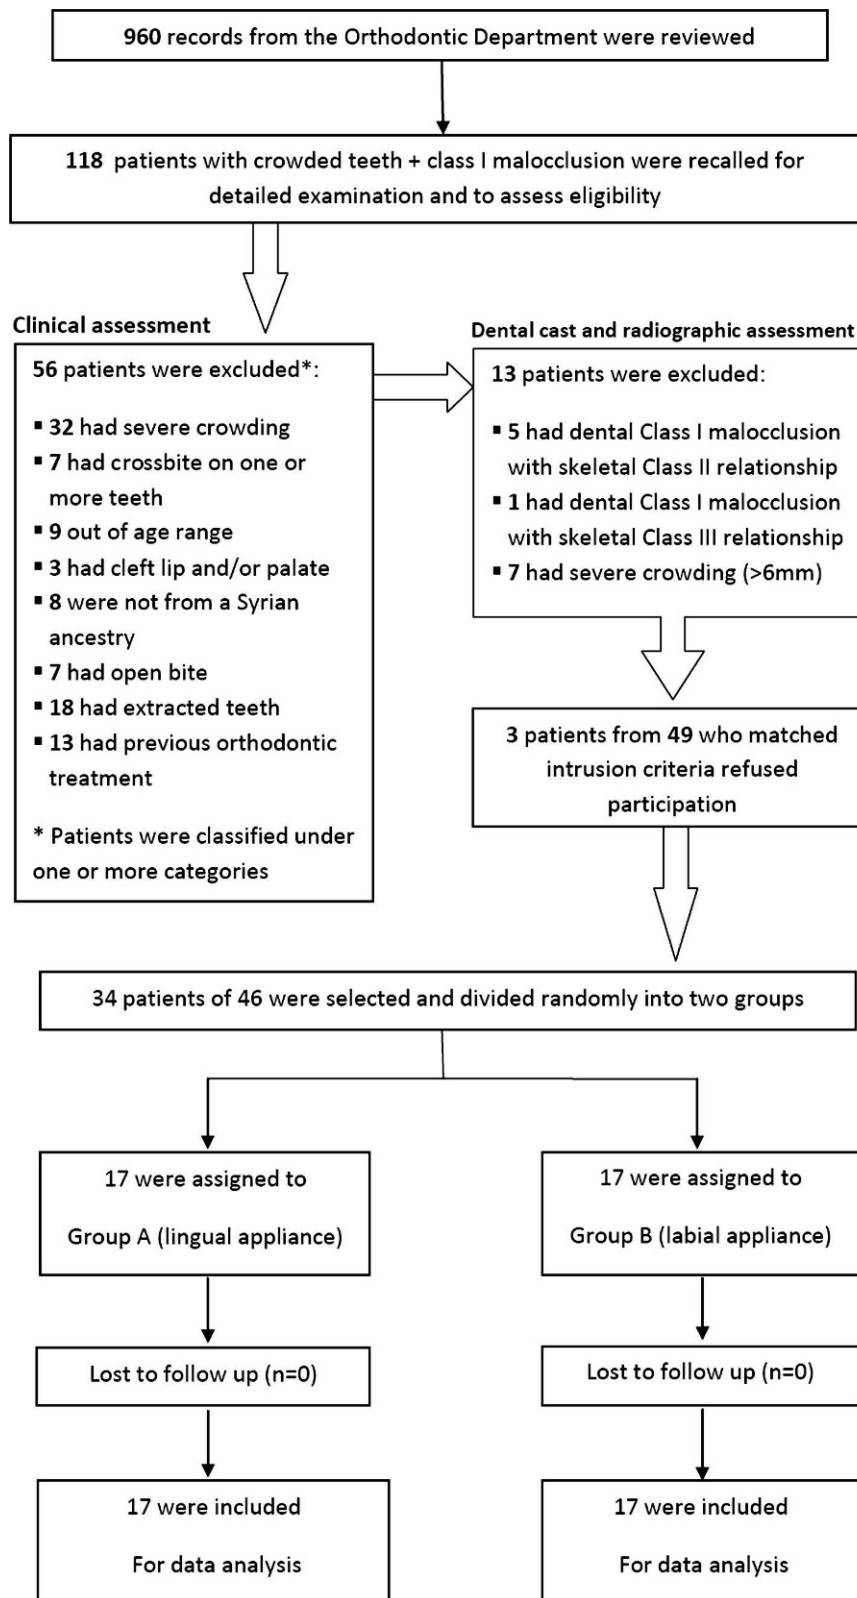 960 records from the Orthodontic Department were reviewed
118 patients with crowded teeth + class I malocclusion were recalled for
detailed examination and to assess eligibility
Clinical assessment
56 patients were excluded*:
▪ 32 had severe crowding
▪ 7 had crossbite on one or
more teeth
▪ 9 out of age range
▪ 3 had cleft lip and/or palate
▪ 8 were not from a Syrian
ancestry
▪ 7 had open bite
▪ 18 had extracted teeth
▪ 13 had previous orthodontic
treatment
* Patients were classified under
one or more categories
Dental cast and radiographic assessment
13 patients were excluded:
▪ 5 had dental Class I malocclusion
with skeletal Class II relationship
▪ 1 had dental Class I malocclusion
with skeletal Class III relationship
▪ 7 had severe crowding (>6mm)
3 patients from 49 who matched
intrusion criteria refused
participation
34 patients of 46 were selected and divided randomly into two groups
17 were assigned to
Group A (lingual appliance)
17 were assigned to
Group B (labial appliance)
Lost to follow up (n=0)
Lost to follow up (n=0)
17 were included
For data analysis
17 were included
For data analysis